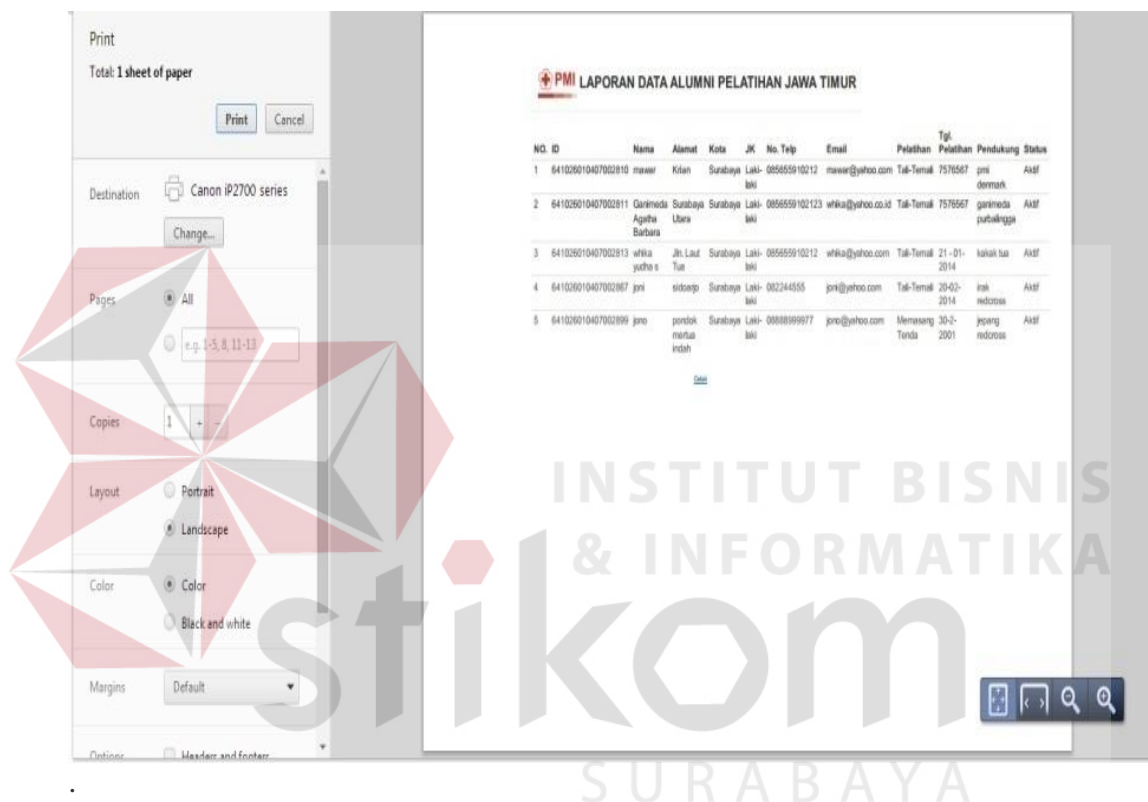 Print
Total: 1 sheet of paper
Print Cancel
Destination Canon iP2700 series
Change...
Pages All
e.g. 1-5, 8, 11-13
Copies 1 + -
Layout Portrait
Landscape
Color Color
Black and white
Margins Default
Options Headers and footers
PMI LAPORAN DATA ALUMNI PELATIHAN JAWA TIMUR
NO. ID Nama Alamat Kota JK No. Telp Email Pelatihan Tgl. Pelatihan Pendukung Status
1 641026010407002810 mawar Krian Surabaya Laki-laki 085655910212 mawar@yahoo.com Tali-Temali 7576567 pmi denmark Aktif
2 641026010407002811 Ganimeda Agatha Barbara Surabaya Utara Surabaya Laki-laki 0856559102123 whika@yahoo.co.id Tali-Temali 7576567 ganimeda purbalingga Aktif
3 641026010407002813 whika yudha s Jln. Laut Tua Surabaya Laki-laki 085655910212 whika@yahoo.com Tali-Temali 21 - 01-2014 kakak tua Aktif
4 641026010407002867 joni sidoarjo Surabaya Laki-laki 082244555 joni@yahoo.com Tali-Temali 20-02-2014 irak redcross Aktif
5 641026010407002899 jono pondok mertua indah Surabaya Laki-laki 08888999977 jono@yahoo.com Memasang Tenda 30-2-2001 jepang redcross Aktif
Cetak
INSTITUT BISNIS
& INFORMATIKA
stikom
SURABAYA
.